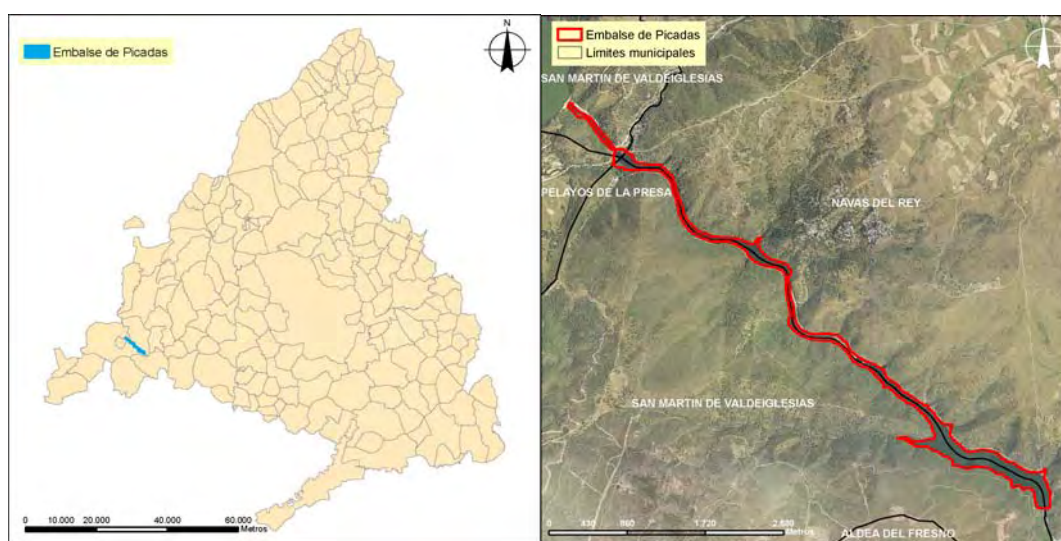 Embalse de Picadas
N
0 10.000 20.000 40.000 60.000
Metros
Embalse de Picadas
Límites municipales
SAN MARTIN DE VALDEIGLESIAS
PELAYOS DE LA PRESA
NAVAS DEL REY
SAN MARTIN DE VALDEIGLESIAS
ALDEA DEL FRESNO
0 430 860 1.720
Metros